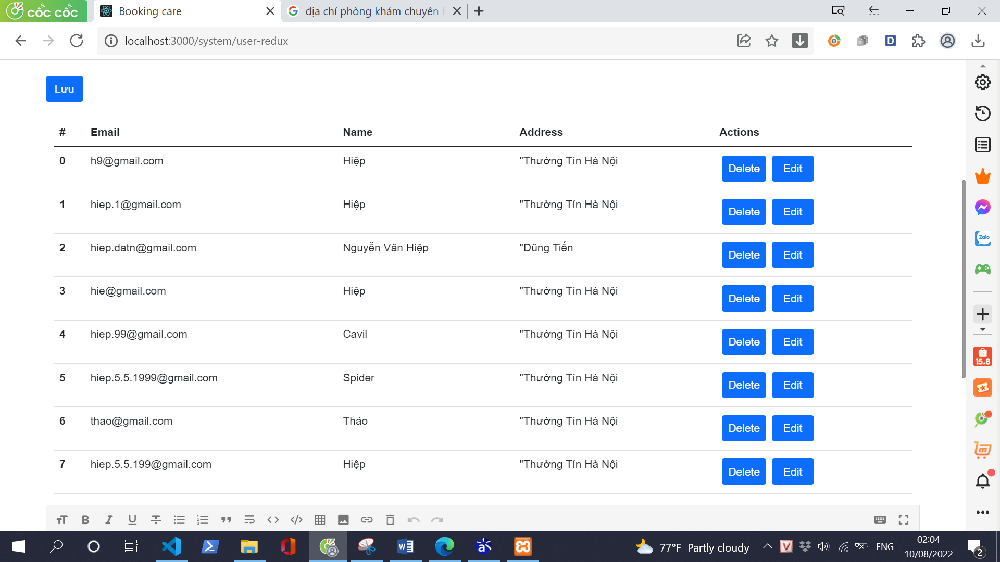 cốc cốc
Booking care
địa chỉ phòng khám chuyên
localhost:3000/system/user-redux
Lưu
# Email Name Address Actions
0 h9@gmail.com Hiệp "Thường Tín Hà Nội Delete Edit
1 hiep.1@gmail.com Hiệp "Thường Tín Hà Nội Delete Edit
2 hiep.datn@gmail.com Nguyễn Văn Hiệp "Dũng Tiến Delete Edit
3 hie@gmail.com Hiệp "Thường Tín Hà Nội Delete Edit
4 hiep.99@gmail.com Cavil "Thường Tín Hà Nội Delete Edit
5 hiep.5.5.1999@gmail.com Spider "Thường Tín Hà Nội Delete Edit
6 thao@gmail.com Thảo "Thường Tín Hà Nội Delete Edit
7 hiep.5.5.199@gmail.com Hiệp "Thường Tín Hà Nội Delete Edit
Zalo
15.8
77°F Partly cloudy
ENG
02:04
10/08/2022
2